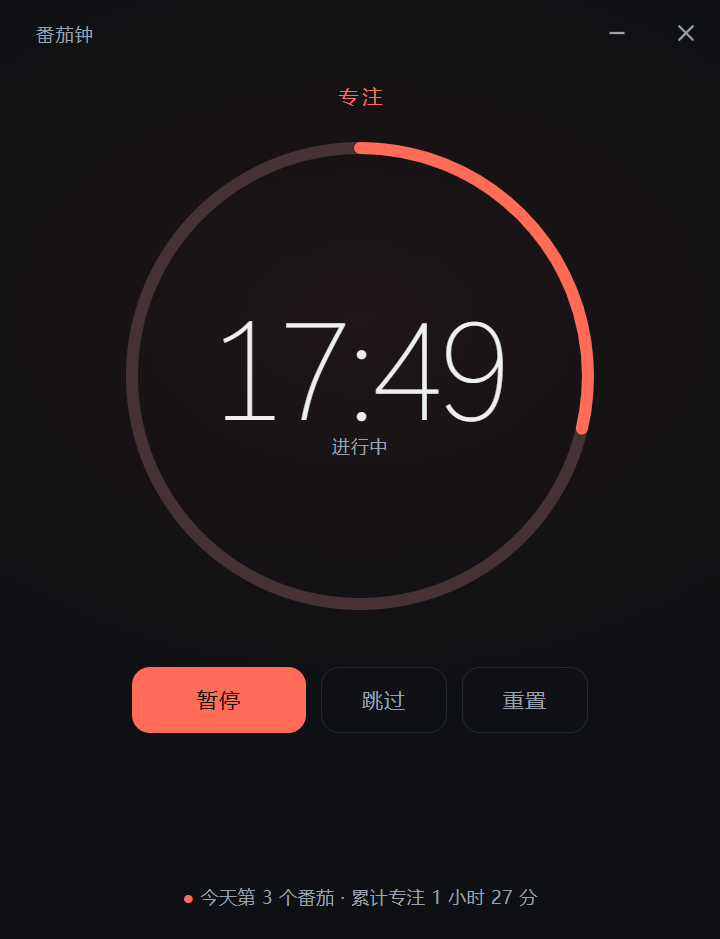 番茄钟
专注
17:49
进行中
暂停 跳过 重置
今天第 3 个番茄 · 累计专注 1 小时 27 分